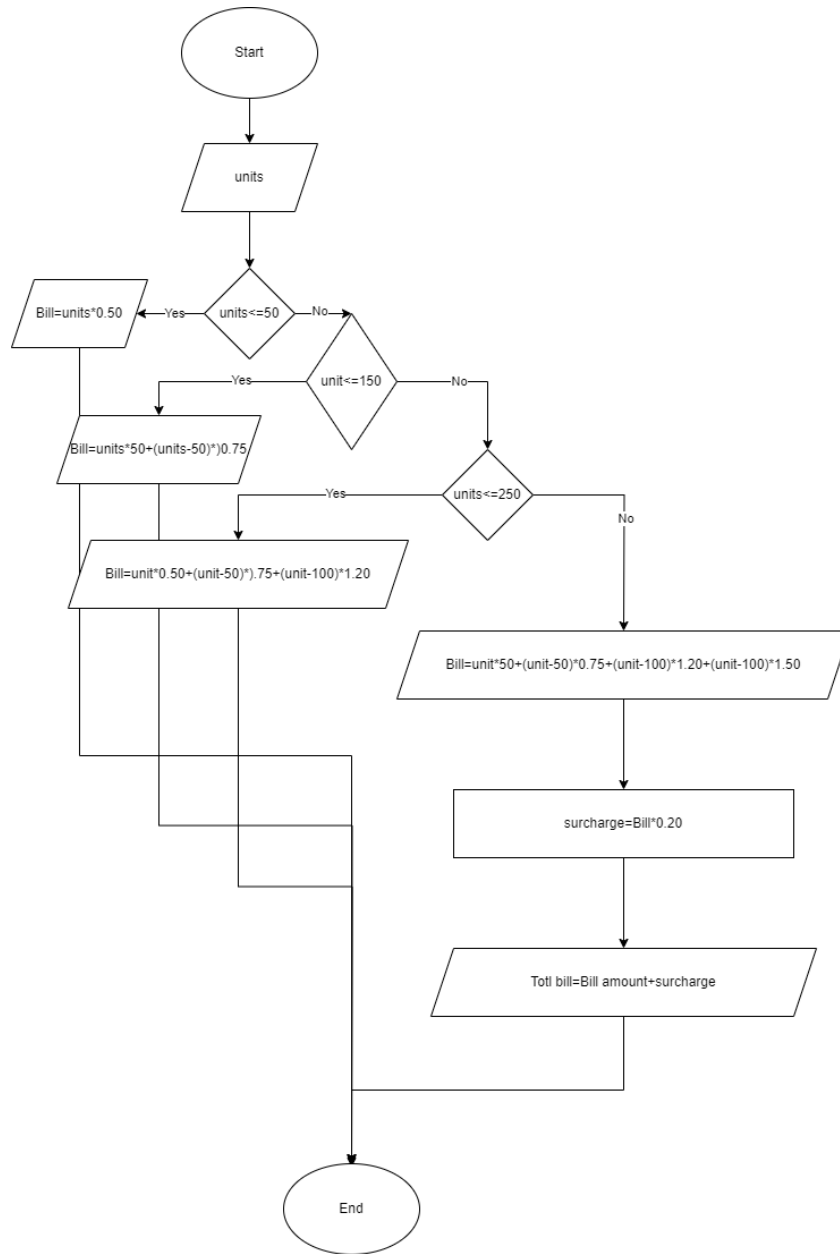 Start
units
units<=50
Yes
No
Bill=units*0.50
unit<=150
Yes
No
Bill=units*50+(units-50)*)0.75
units<=250
Yes
No
Bill=unit*0.50+(unit-50)*).75+(unit-100)*1.20
Bill=unit*50+(unit-50)*0.75+(unit-100)*1.20+(unit-100)*1.50
surcharge=Bill*0.20
Totl bill=Bill amount+surcharge
End